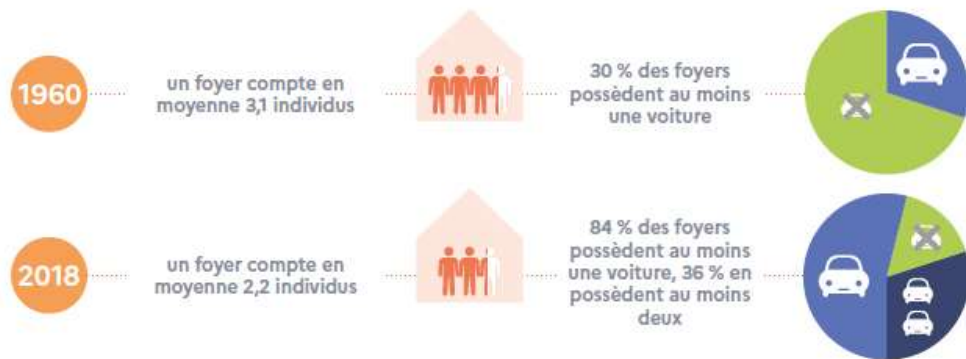 1960
un foyer compte en
moyenne 3,1 individus
30 % des foyers
possèdent au moins
une voiture
2018
un foyer compte en
moyenne 2,2 individus
84 % des foyers
possèdent au moins
une voiture, 36 % en
possèdent au moins
deux